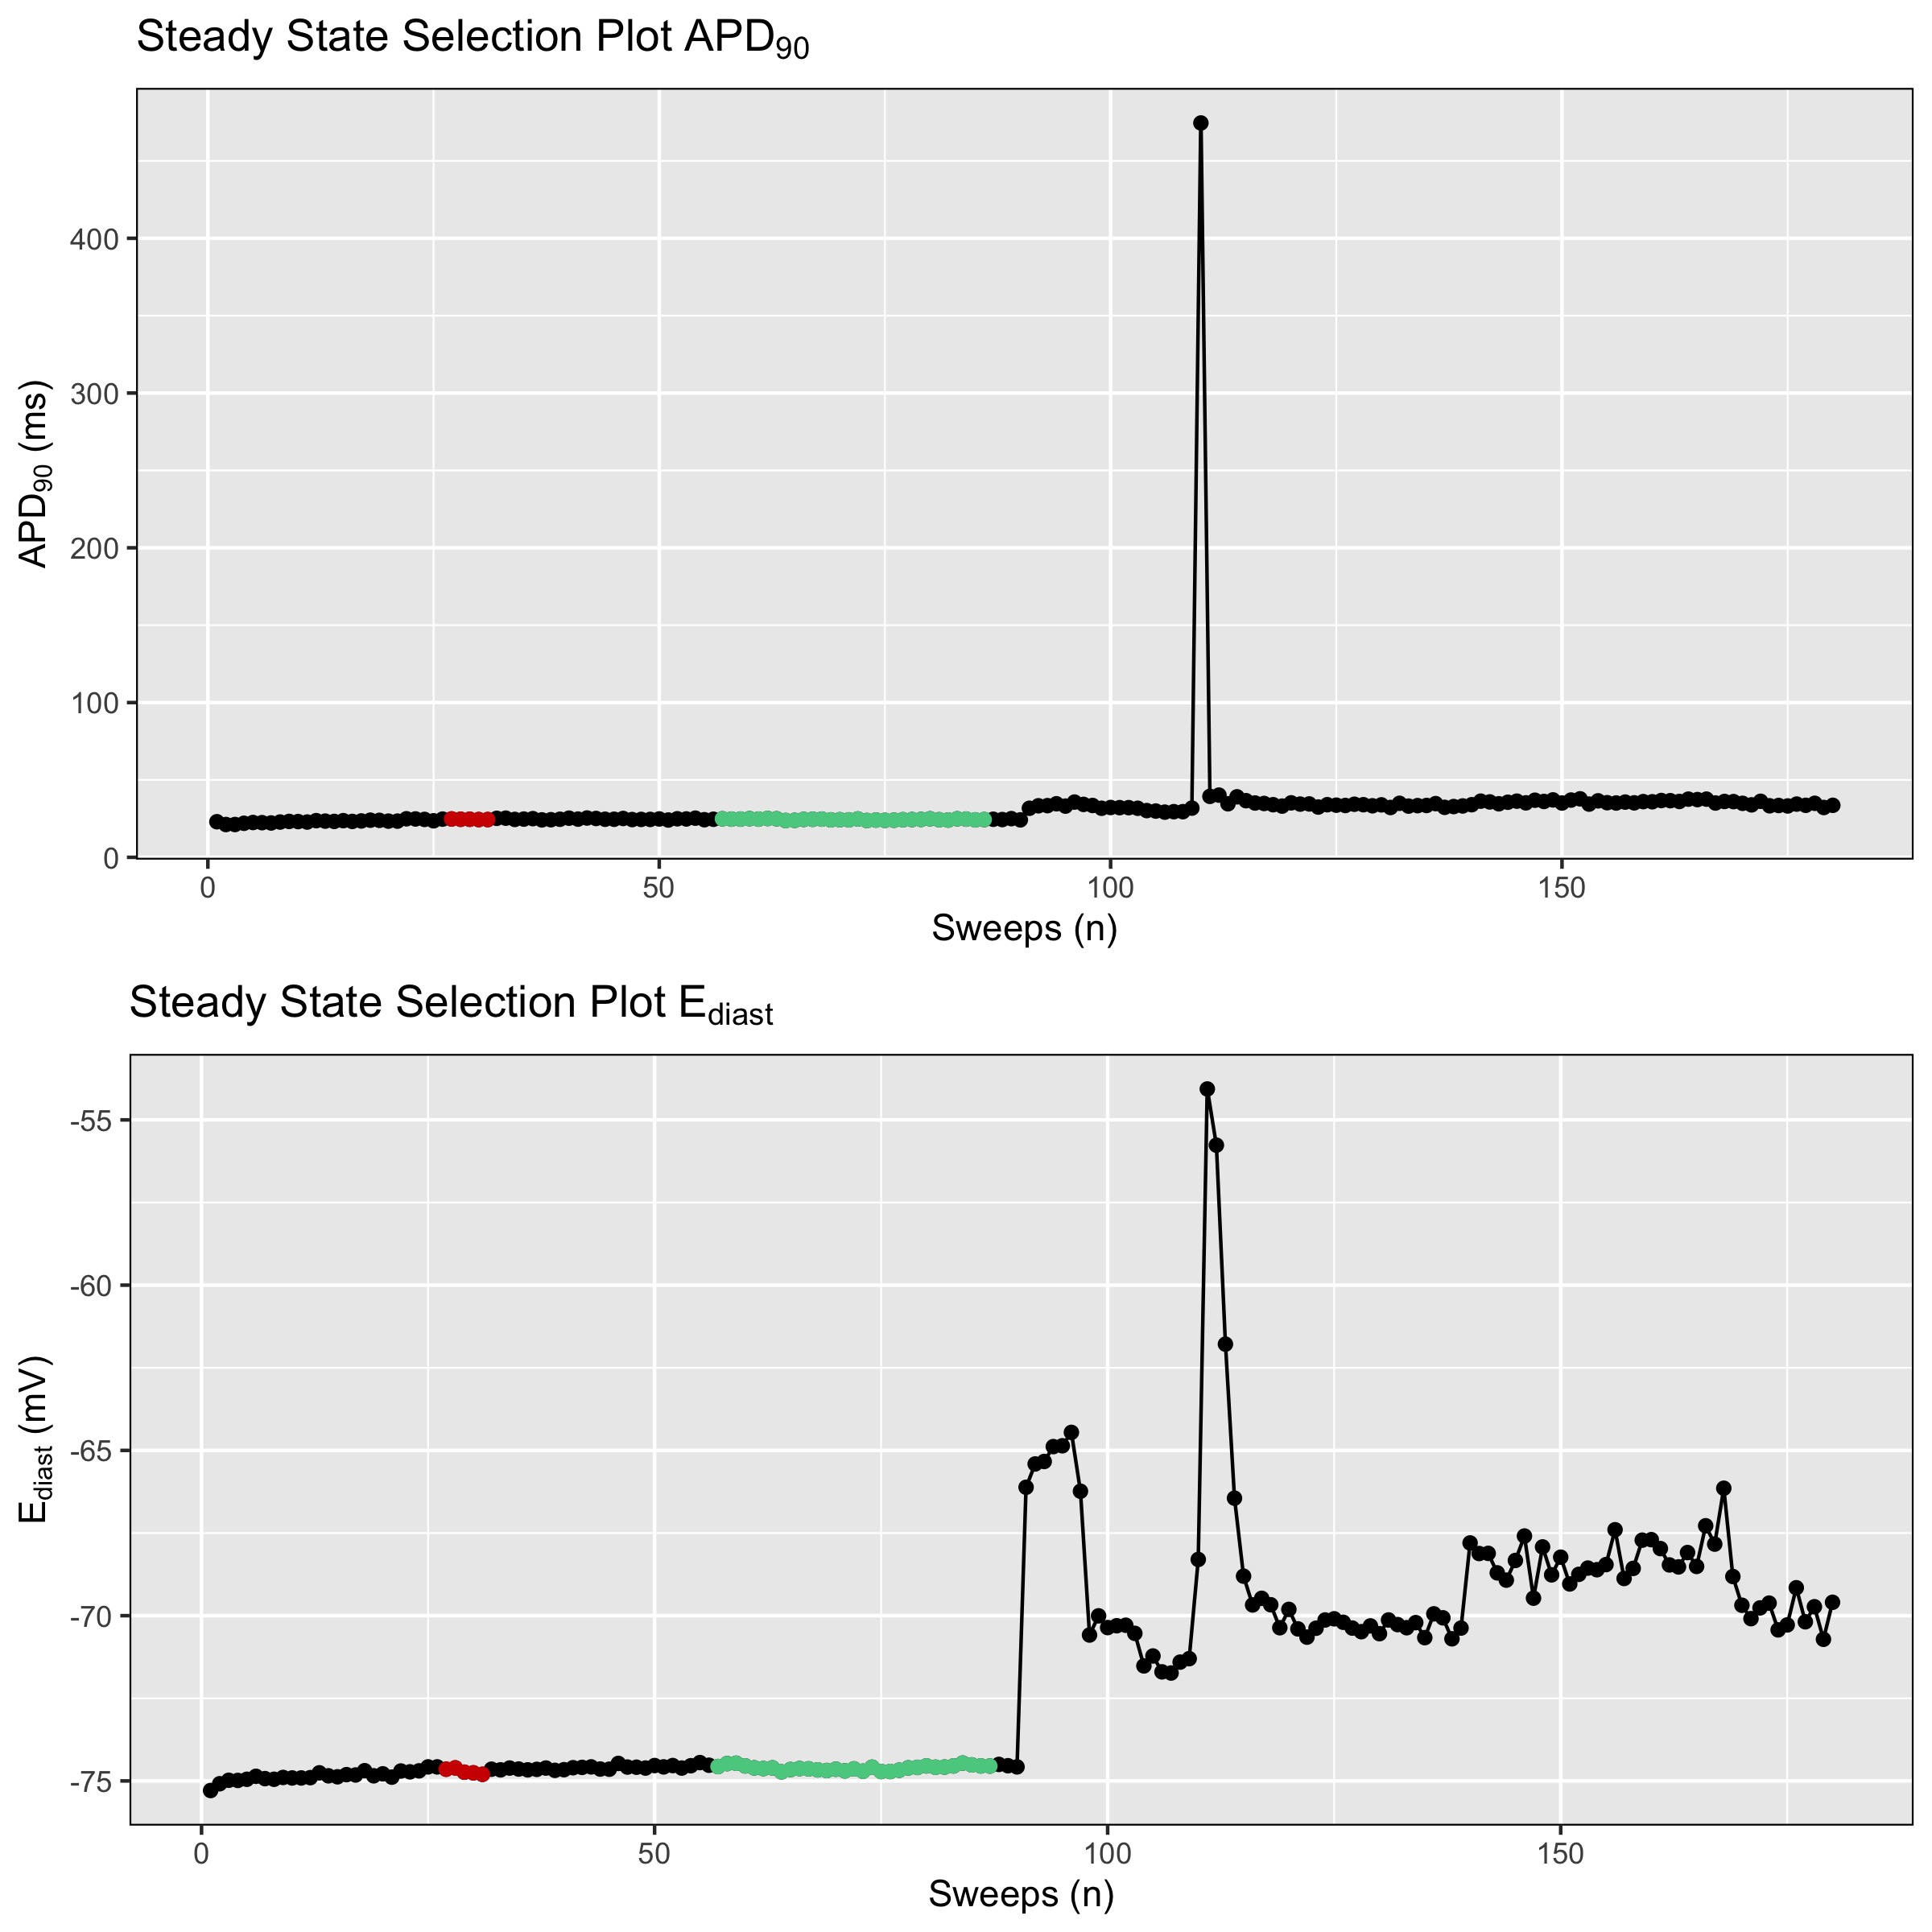 Steady State Selection Plot APD90
400
300
200
100
0
APD90 (ms)
0 50 100 150
Sweeps (n)
Steady State Selection Plot Ediast
-55
-60
-65
-70
-75
Ediast (mV)
0 50 100 150
Sweeps (n)